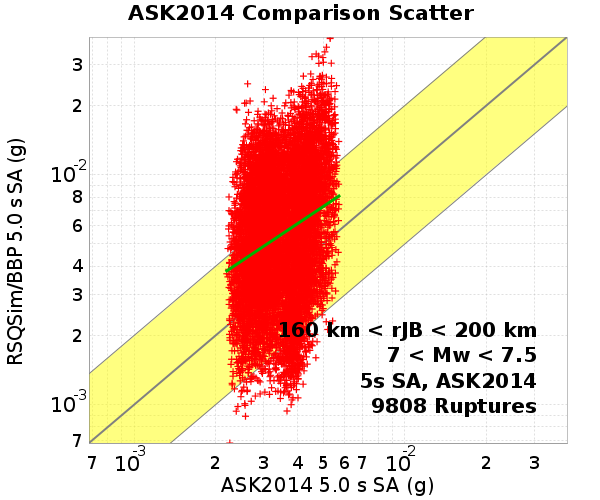 ASK2014 Comparison Scatter
RSQSim/BBP 5.0 s SA (g)
3
2
10-2
8
6
4
3
2
10-3
7
160 km < rJB < 200 km
7 < Mw < 7.5
5s SA, ASK2014
9808 Ruptures
7 10-3 2 3 4 5 6 7 10-2 2 3
ASK2014 5.0 s SA (g)